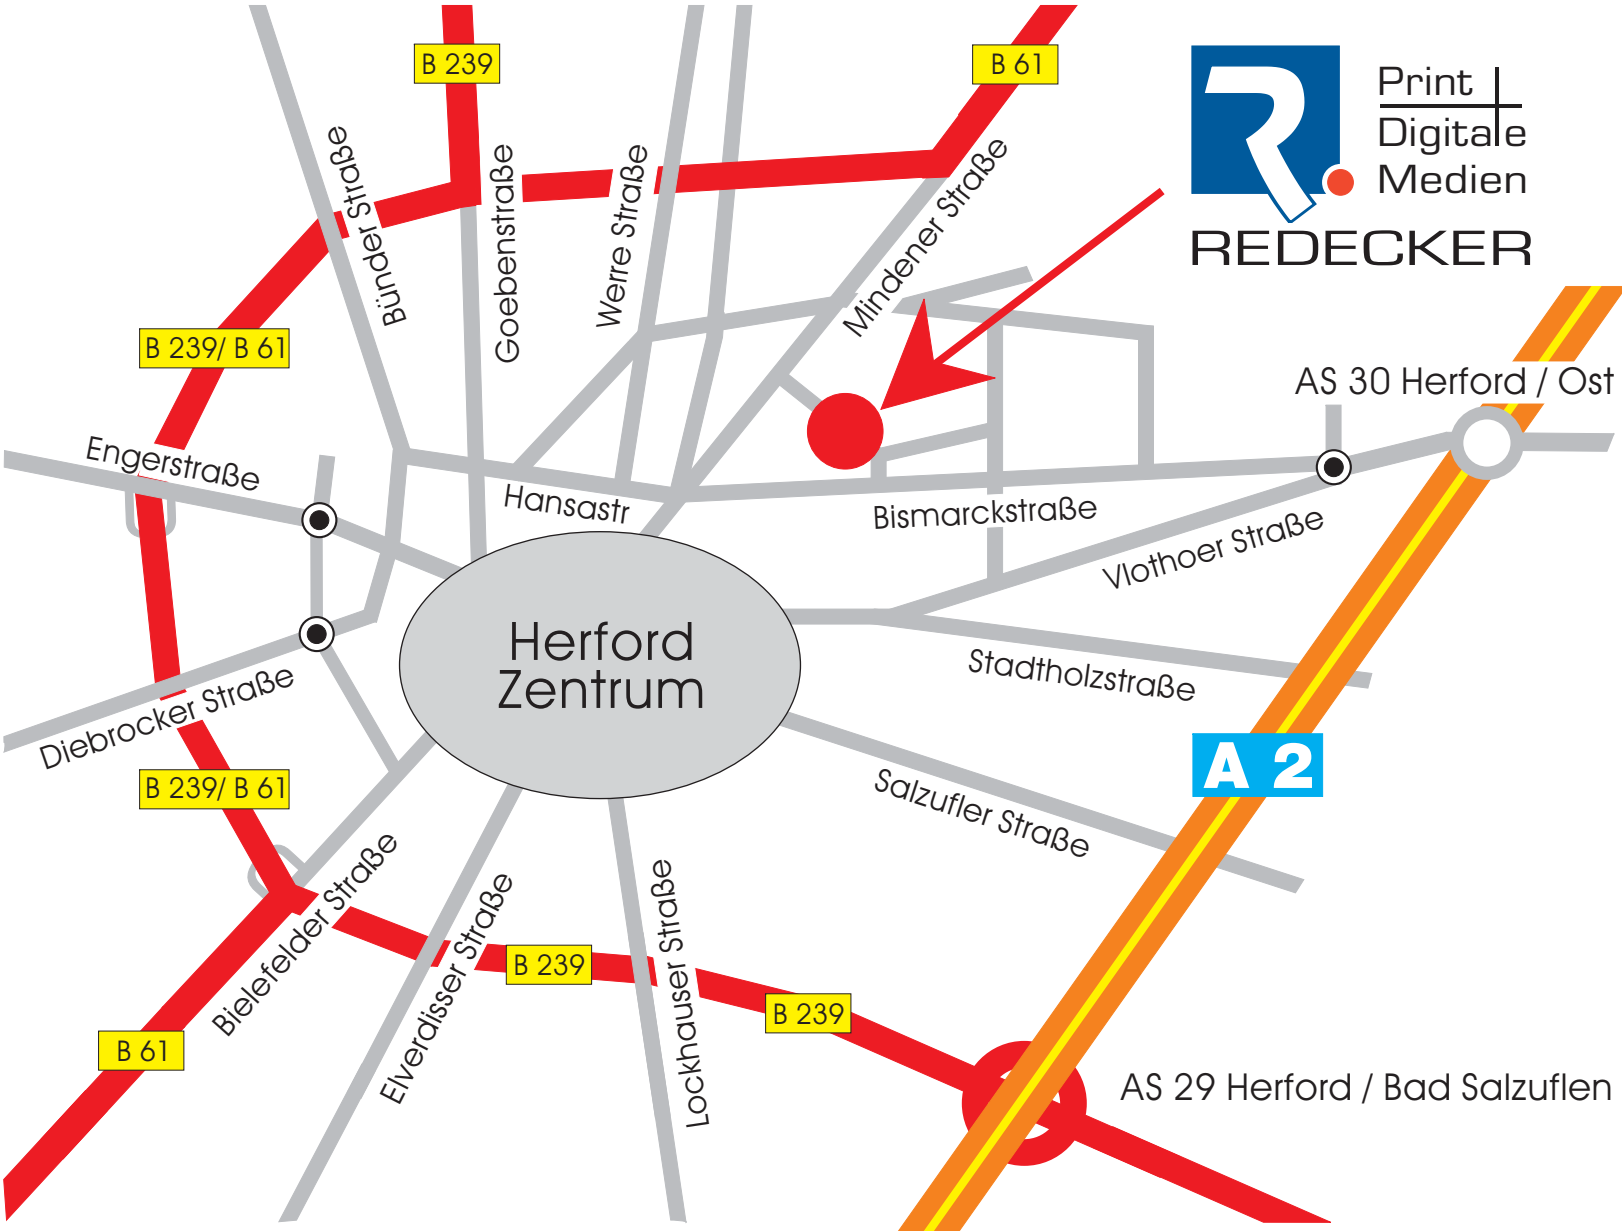 B 239
B 61
Print
Digitale
Medien
REDECKER
Bünder Straße
Goebenstraße
Werre Straße
Mindener Straße
B 239/ B 61
AS 30 Herford / Ost
Engerstraße
Hansastr
Bismarckstraße
Vlothoer Straße
Herford
Zentrum
Stadtholzstraße
Diebrocker Straße
A 2
B 239/ B 61
Salzufler Straße
Bielefelder Straße
Elverdisser Straße
Lockhauser Straße
B 239
B 239
B 61
AS 29 Herford / Bad Salzuflen